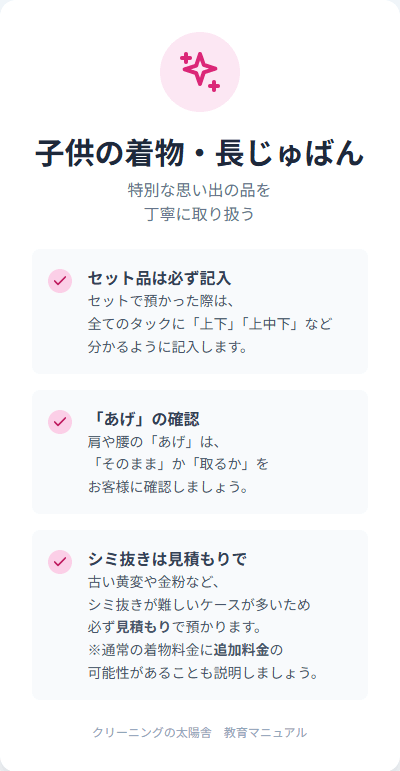 子供の着物・長じゅばん
特別な思い出の品を
丁寧に取り扱う
セット品は必ず記入
セットで預かった際は、
全てのタックに「上下」「上中下」など
分かるように記入します。
「あげ」の確認
肩や腰の「あげ」は、
「そのまま」か「取るか」を
お客様に確認しましょう。
シミ抜きは見積もりで
古い黄変や金粉など、
シミ抜きが難しいケースが多いため
必ず見積もりで預かります。
※通常の着物料金に追加料金の
可能性があることも説明しましょう。
クリーニングの太陽舎　教育マニュアル